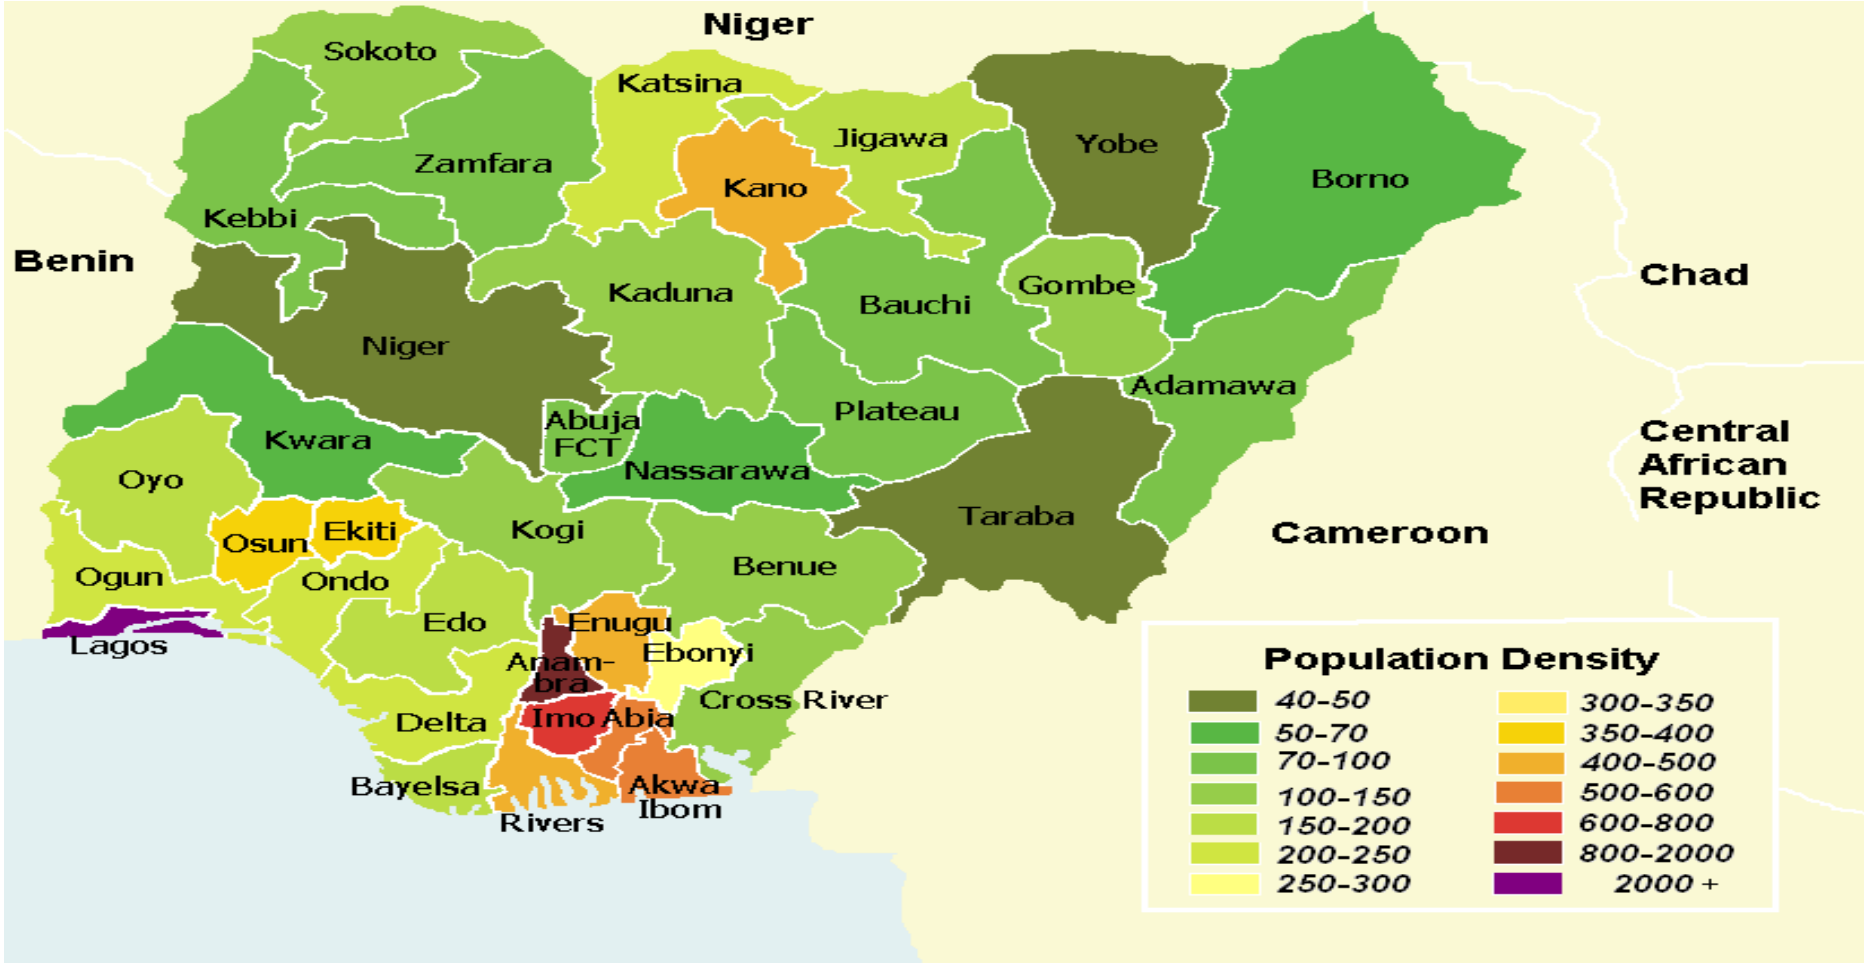 Niger
Sokoto
Katsina
Jigawa
Yobe
Zamfara
Kano
Borno
Kebbi
Benin
Kaduna
Bauchi
Gombe
Chad
Niger
Adamawa
Abuja
FCT
Plateau
Kwara
Nassarawa
Central
African
Republic
Oyo
Osun
Ekiti
Kogi
Taraba
Cameroon
Ogun
Ondo
Benue
Lagos
Edo
Enugu
Ebonyi
Anam-
bra
Cross River
Delta
Imo
Abia
Bayelsa
Rivers
Akwa
Ibom
Population Density
40-50
50-70
70-100
100-150
150-200
200-250
250-300
300-350
350-400
400-500
500-600
600-800
800-2000
2000 +